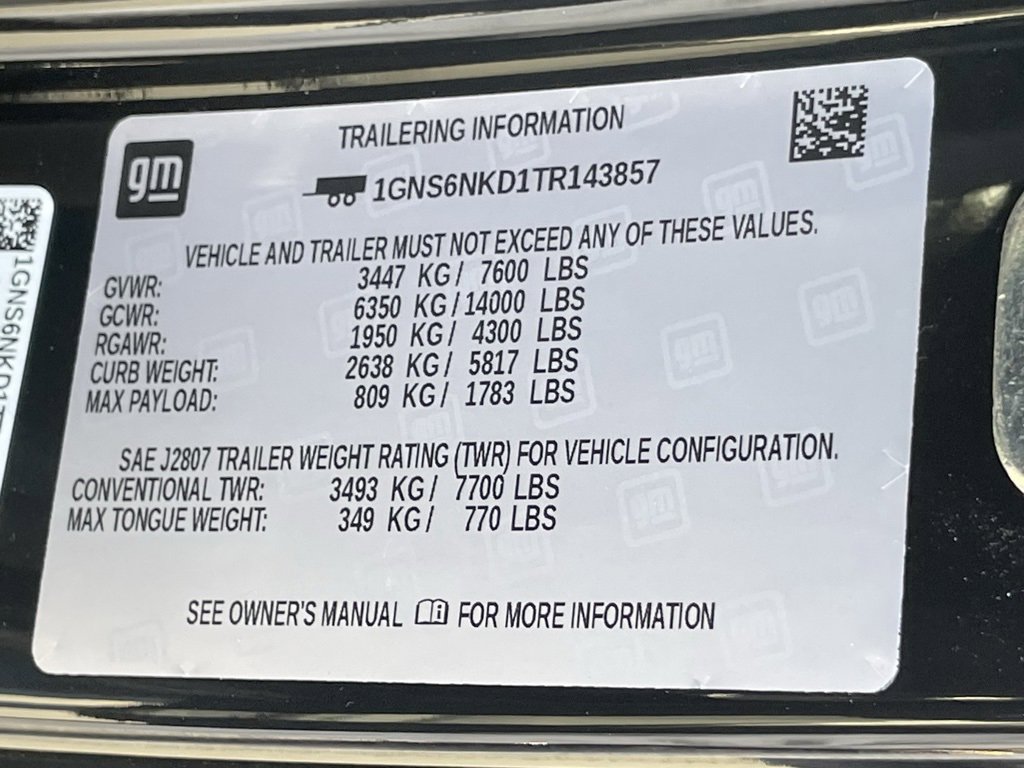 gm
TRAILERING INFORMATION
1GNS6NKD1TR143857
VEHICLE AND TRAILER MUST NOT EXCEED ANY OF THESE VALUES.
GVWR: 3447 KG/ 7600 LBS
GCWR: 6350 KG/14000 LBS
RGAWR: 1950 KG/ 4300 LBS
CURB WEIGHT: 2638 KG/ 5817 LBS
MAX PAYLOAD: 809 KG/ 1783 LBS
SAE J2807 TRAILER WEIGHT RATING (TWR) FOR VEHICLE CONFIGURATION.
CONVENTIONAL TWR: 3493 KG/ 7700 LBS
MAX TONGUE WEIGHT: 349 KG/ 770 LBS
SEE OWNER'S MANUAL FOR MORE INFORMATION
1GNS6NKD1T